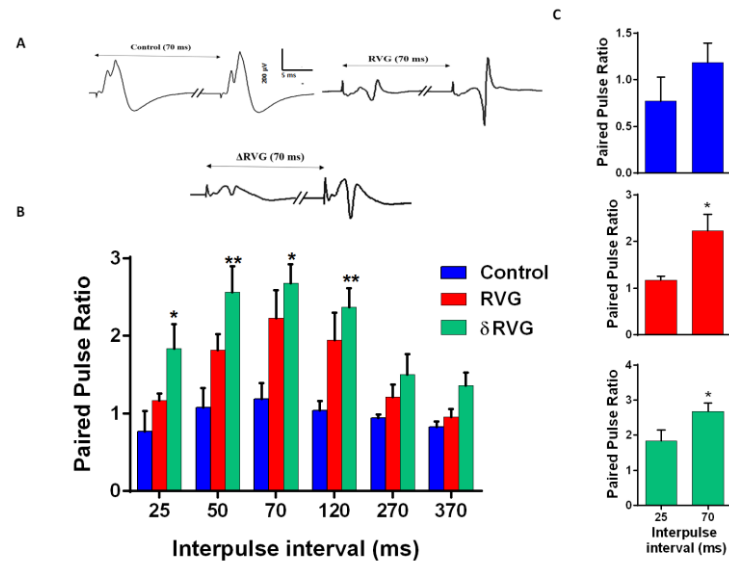 A
Control (70 ms)
200 µV
5 ms
RVG (70 ms)
ΔRVG (70 ms)
B
Paired Pulse Ratio
3
2
1
0
*
**
*
**
Control
RVG
δRVG
25 50 70 120 270 370
Interpulse interval (ms)
C
Paired Pulse Ratio
1.5
1.0
0.5
0.0
Paired Pulse Ratio
3
2
1
0
*
Paired Pulse Ratio
4
3
2
1
0
*
25 70
Interpulse
interval (ms)